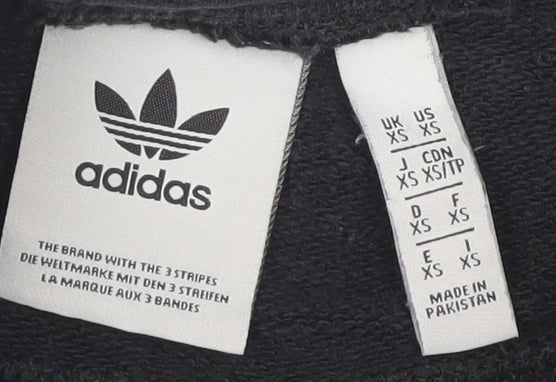 adidas
THE BRAND WITH THE 3 STRIPES
DIE WELTMARKE MIT DEN 3 STREIFEN
LA MARQUE AUX 3 BANDES
UK US
XS XS
J CDN
XS XS/TP
D F
XS XS
E I
XS XS
MADE IN
PAKISTAN